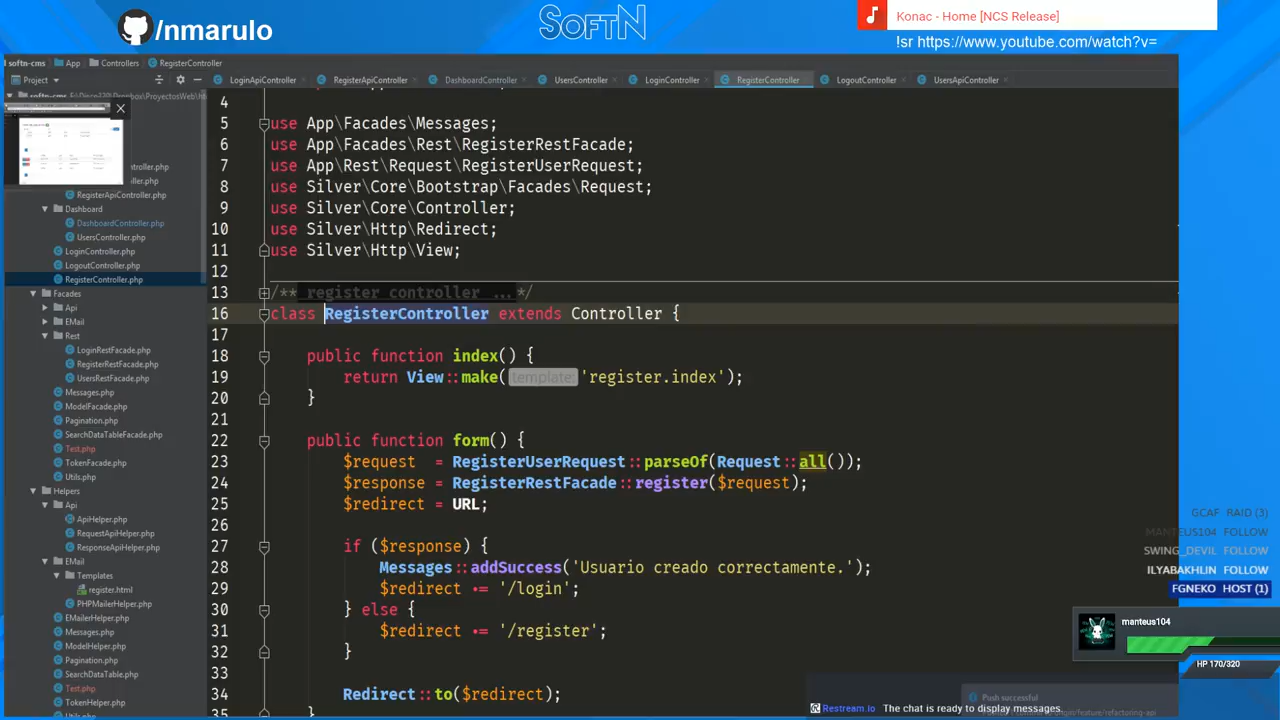 /nmarulo
SOFTN
Konac - Home [NCS Release]
!sr https://www.youtube.com/watch?v=
softn-cms App Controllers RegisterController
Project
LoginApiController RegisterApiController DashboardController UsersController LoginController RegisterController LogoutController UsersApiController
RegisterApiController.php
Dashboard
DashboardController.php
UsersController.php
LoginController.php
LogoutController.php
RegisterController.php
Facades
Api
EMail
Rest
LoginRestFacade.php
RegisterRestFacade.php
UsersRestFacade.php
Messages.php
ModelFacade.php
Pagination.php
SearchDataTableFacade.php
Test.php
TokenFacade.php
Utils.php
Helpers
Api
ApiHelper.php
RequestApiHelper.php
ResponseApiHelper.php
EMail
Templates
register.html
PHPMailerHelper.php
EMailerHelper.php
Messages.php
ModelHelper.php
Pagination.php
SearchDataTable.php
Test.php
TokenHelper.php
Utils.php
4
5 use App\Facades\Messages;
6 use App\Facades\Rest\RegisterRestFacade;
7 use App\Rest\Request\RegisterUserRequest;
8 use Silver\Core\Bootstrap\Facades\Request;
9 use Silver\Core\Controller;
10 use Silver\Http\Redirect;
11 use Silver\Http\View;
12
13 /** register controller ...*/
16 class RegisterController extends Controller {
17
18 public function index() {
19 return View::make( template: 'register.index');
20 }
21
22 public function form() {
23 $request = RegisterUserRequest::parseOf(Request::all());
24 $response = RegisterRestFacade::register($request);
25 $redirect = URL;
26
27 if ($response) {
28 Messages::addSuccess('Usuario creado correctamente.');
29 $redirect .= '/login';
30 } else {
31 $redirect .= '/register';
32 }
33
34 Redirect::to($redirect);
35 }
GCAF RAID (3)
MANTEUS104 FOLLOW
SWING_DEVIL FOLLOW
ILYABAKHLIN FOLLOW
FGNEKO HOST (1)
manteus104
HP 170/320
Push successful
Restream.io The chat is ready to display messages.